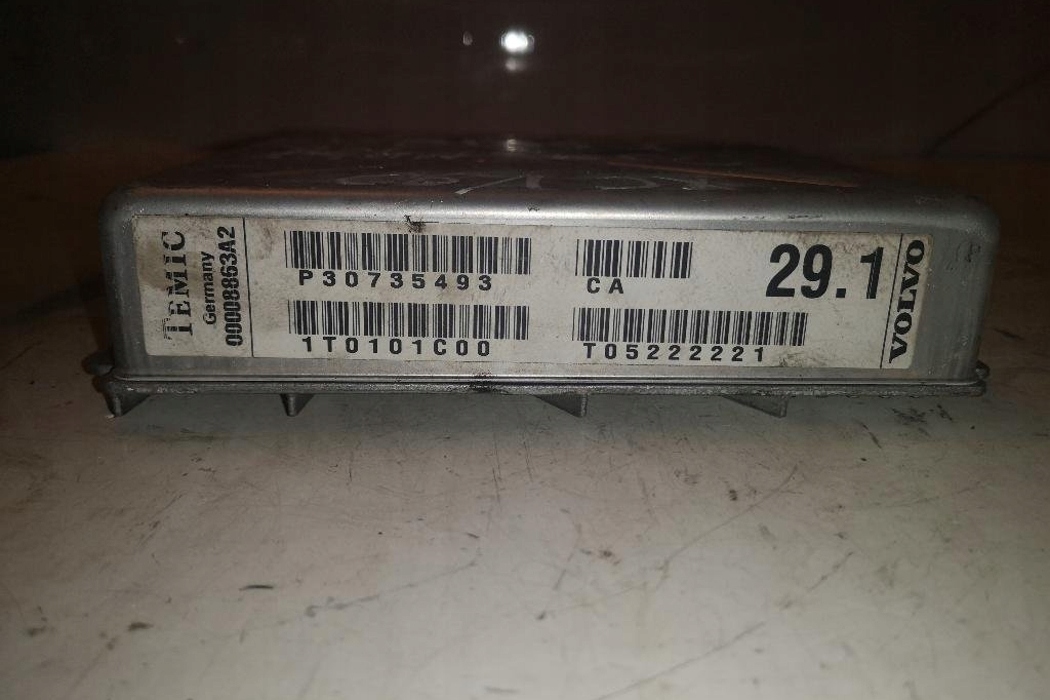 TEMIC
Germany
00008863A2
P30735493
CA
29.1
1T0101C00
T05222221
VOLVO